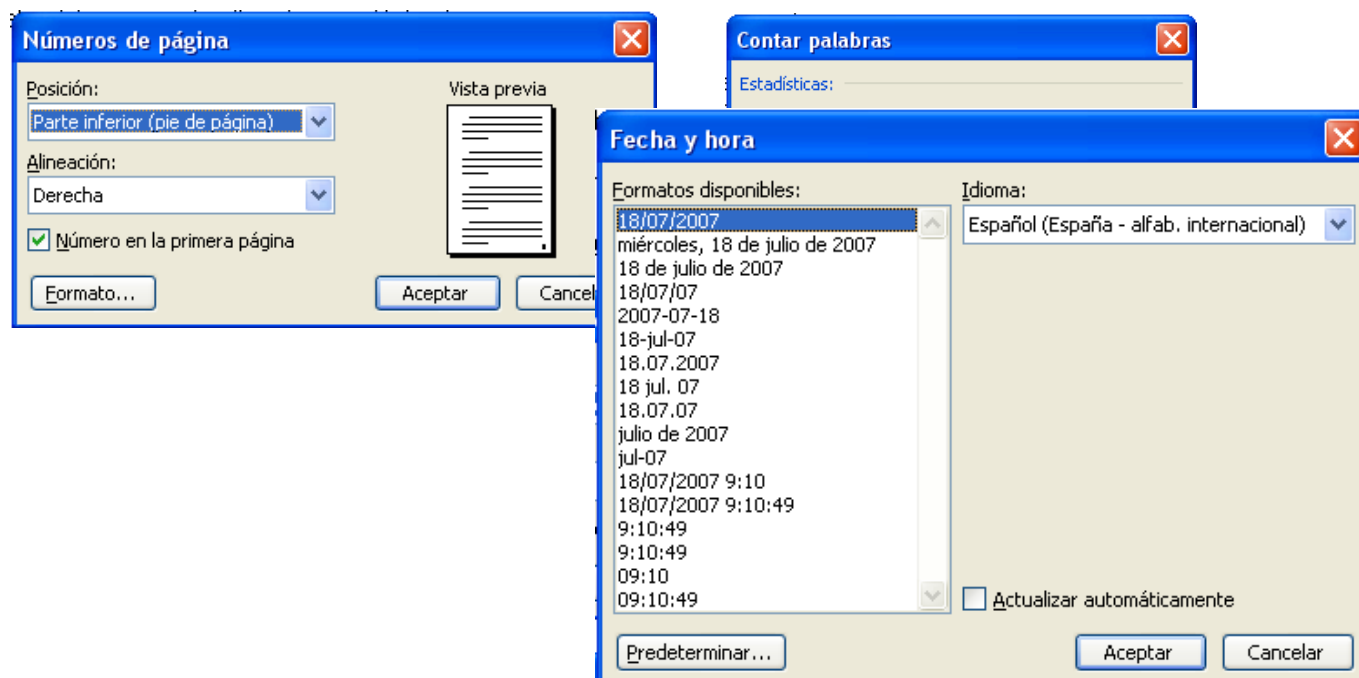 Números de página
Posición:
Vista previa
Parte inferior (pie de página)
Alineación:
Derecha
Número en la primera página
Formato...
Aceptar
Cancel
Contar palabras
Estadísticas:
Fecha y hora
Formatos disponibles:
18/07/2007
miércoles, 18 de julio de 2007
18 de julio de 2007
18/07/07
2007-07-18
18-jul-07
18.07.2007
18 jul. 07
18.07.07
julio de 2007
jul-07
18/07/2007 9:10
18/07/2007 9:10:49
9:10:49
9:10:49
09:10
09:10:49
Idioma:
Español (España - alfab. internacional)
Actualizar automáticamente
Predeterminar...
Aceptar
Cancelar